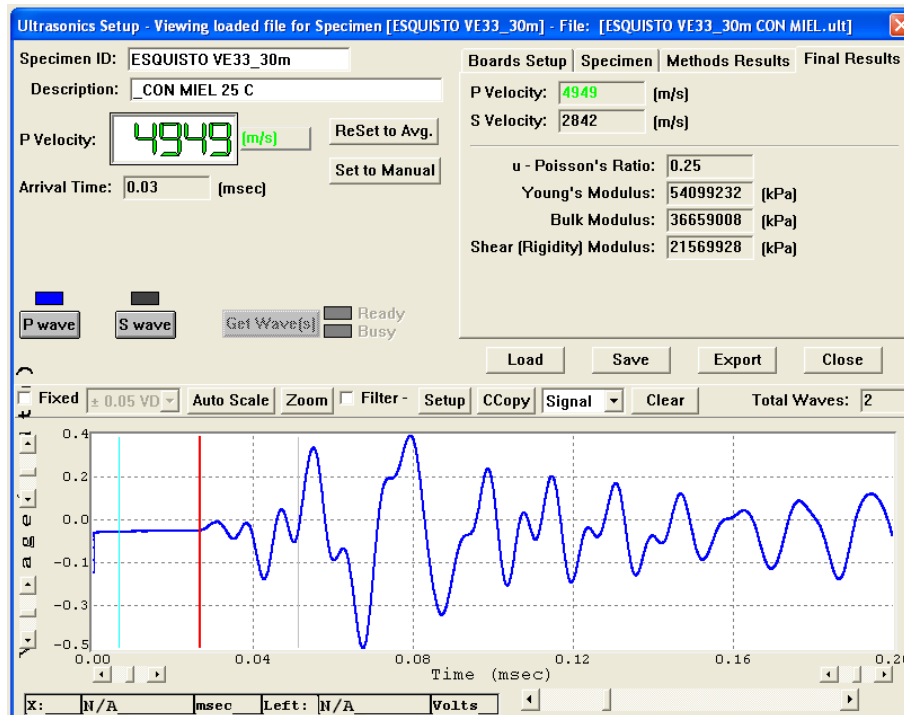 Ultrasonics Setup - Viewing loaded file for Specimen [ESQUISTO VE33_30m] - File: [ESQUISTO VE33_30m CON MIEL.ult]
Specimen ID: ESQUISTO VE33_30m
Description: _CON MIEL 25 C
P Velocity: 4949 (m/s)
ReSet to Avg.
Set to Manual
Arrival Time: 0.03 (msec)
Boards Setup Specimen Methods Results Final Results
P Velocity: 4949 (m/s)
S Velocity: 2842 (m/s)
u - Poisson's Ratio: 0.25
Young's Modulus: 54099232 (kPa)
Bulk Modulus: 36659008 (kPa)
Shear (Rigidity) Modulus: 21569928 (kPa)
P wave S wave Get Wave(s) Ready
Busy
Load Save Export Close
Fixed ± 0.05 VD Auto Scale Zoom Filter - Setup CCopy Signal Clear Total Waves: 2
0.4
0.2
0.0
-0.1
-0.3
-0.5
0.00 0.04 0.08 0.12 0.16 0.20
Time (msec)
X: N/A msec Left: N/A Volts